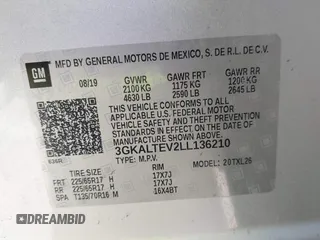 GM
MFD BY GENERAL MOTORS DE MEXICO, S. DE R.L. DE C.V.
08/19 GVWR GAWR FRT GAWR RR
2100 KG 1175 KG 1200 KG
4630 LB 2590 LB 2645 LB
THIS VEHICLE CONFORMS TO ALL
APPLICABLE U.S. FEDERAL MOTOR
VEHICLE SAFETY, BUMPER, AND THEFT
PREVENTION STANDARDS IN EFFECT ON
THE DATE OF MANUFACTURE SHOWN ABOVE.
3GKALTEV2LL136210
TYPE: M.P.V. MODEL: 20TXL26
TIRE SIZE RIM
FRT 225/65R17 H 17X7J
RR 225/65R17 H 17X7J
SPA T135/70R16 M 16X4BT
DREAMBID